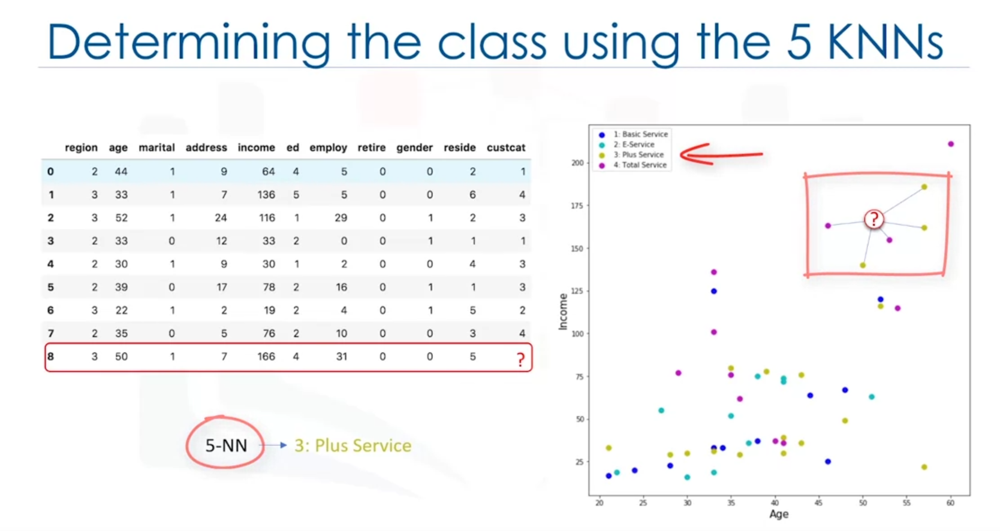 Determining the class using the 5 KNNs
region age marital address income ed employ retire gender reside custcat
0 2 44 1 9 64 4 5 0 0 2 1
1 3 33 1 7 136 5 5 0 0 6 4
2 3 52 1 24 116 1 29 0 1 2 3
3 2 33 0 12 33 2 0 0 1 1 1
4 2 30 1 9 30 1 2 0 0 4 3
5 2 39 0 17 78 2 16 0 1 1 3
6 3 22 1 2 19 2 4 0 1 5 2
7 2 35 0 5 76 2 10 0 0 3 4
8 3 50 1 7 166 4 31 0 0 5 ?
5-NN 3: Plus Service
1: Basic Service
2: E-Service
3: Plus Service
4: Total Service
?
Income
200
175
150
125
100
75
50
25
20 25 30 35 40 45 50 55 60
Age